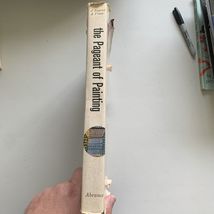 the Pageant of Painting
Abrams